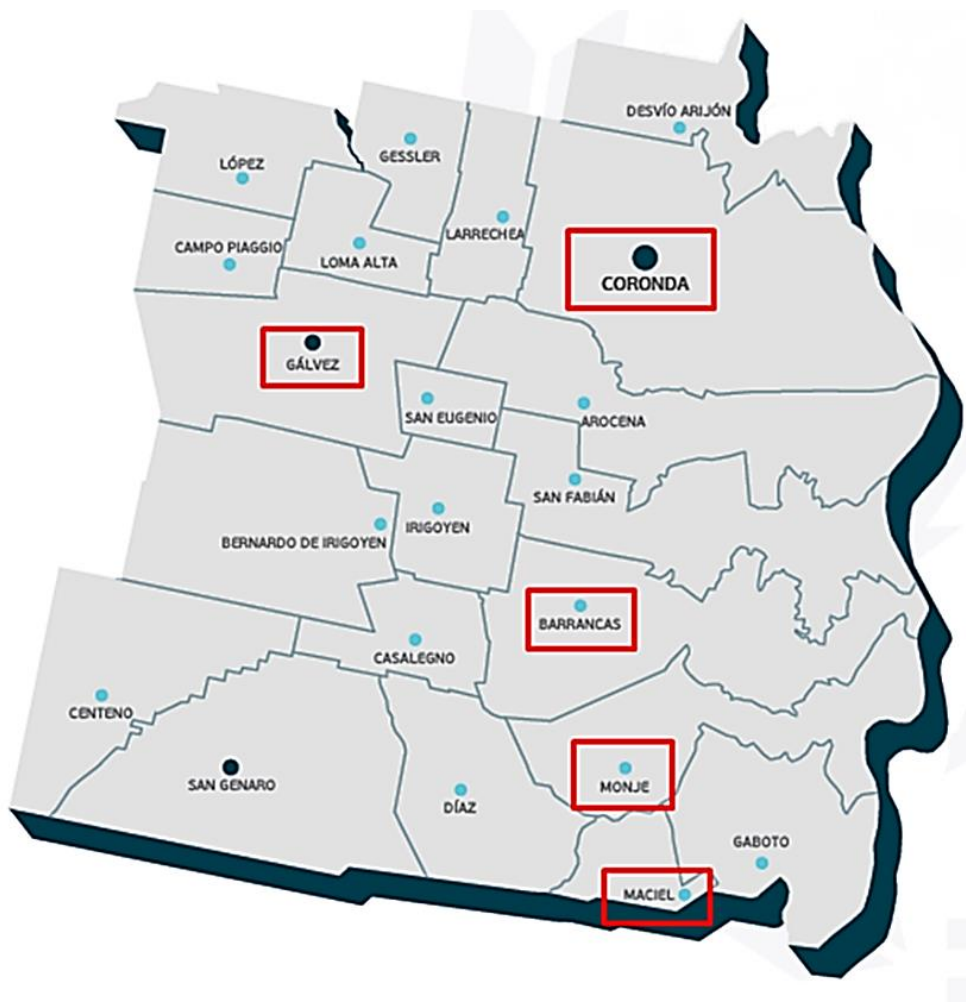 DESVÍO ARIJÓN
GESSLER
LÓPEZ
LARRECHEA
CAMPO PIAGGIO
LOMA ALTA
CORONDA
GÁLVEZ
SAN EUGENIO
AROCENA
SAN FABIÁN
IRIGOYEN
BERNARDO DE IRIGOYEN
BARRANCAS
CASALEGNO
CENTENO
SAN GENARO
MONJE
DÍAZ
GABOTO
MACIEL